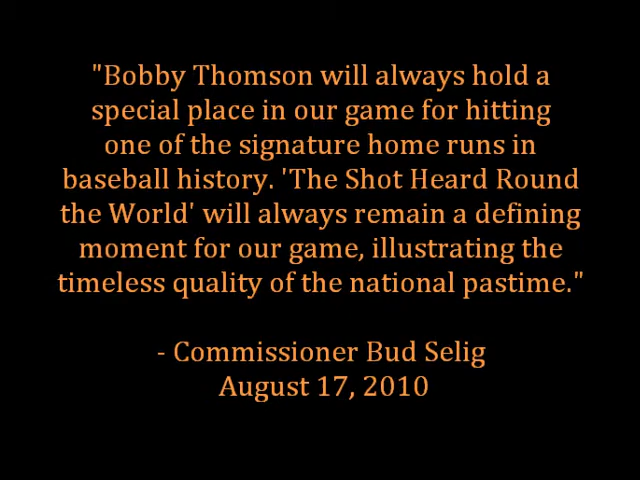 "Bobby Thomson will always hold a
special place in our game for hitting
one of the signature home runs in
baseball history. 'The Shot Heard Round
the World' will always remain a defining
moment for our game, illustrating the
timeless quality of the national pastime."
- Commissioner Bud Selig
August 17, 2010